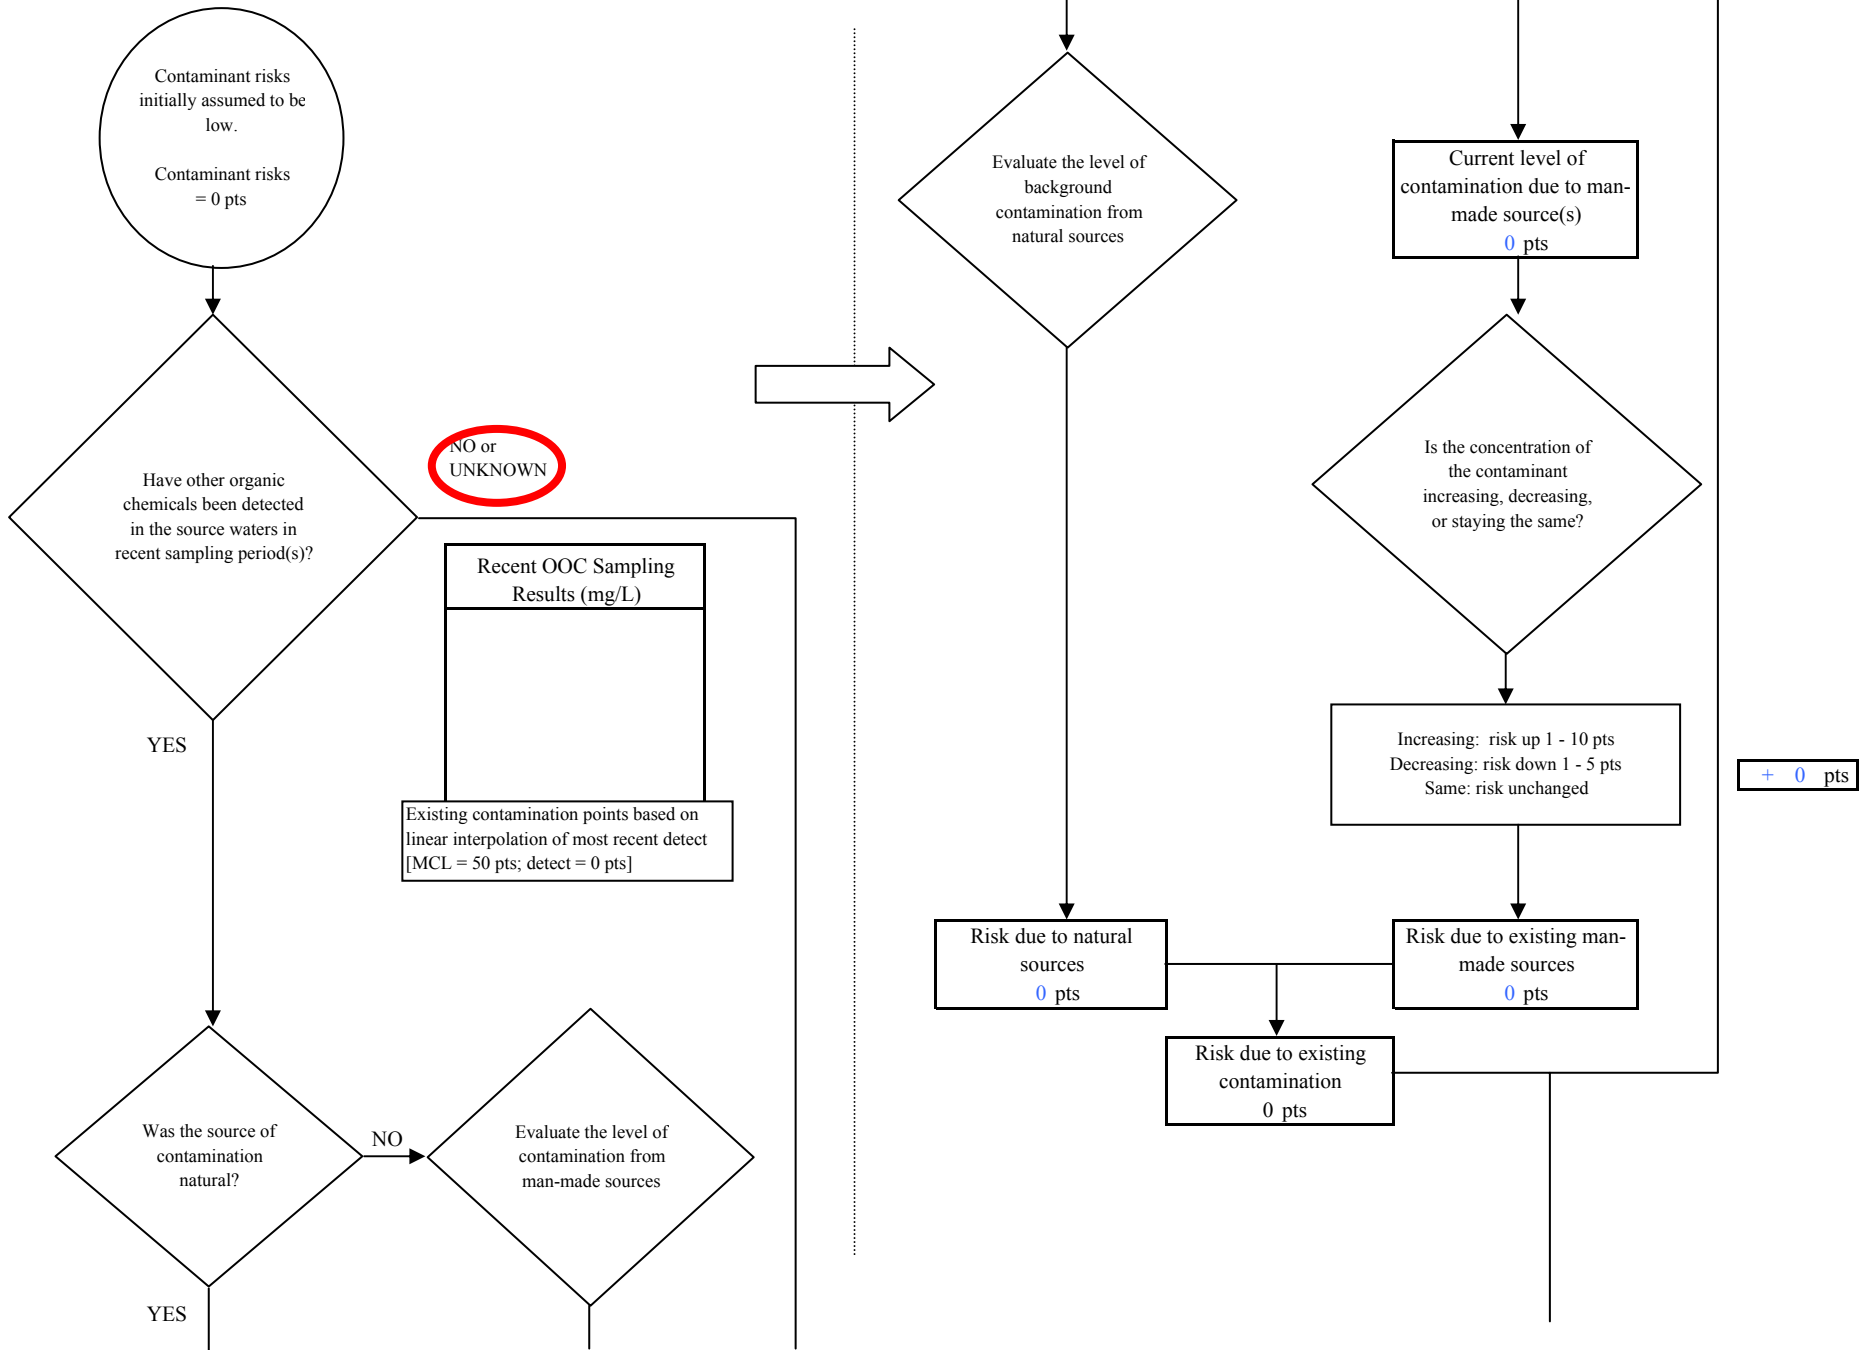 Contaminant risks
initially assumed to be
low.
Contaminant risks
= 0 pts
Have other organic
chemicals been detected
in the source waters in
recent sampling period(s)?
NO or
UNKNOWN
Recent OOC Sampling
Results (mg/L)
Existing contamination points based on
linear interpolation of most recent detect
[MCL = 50 pts; detect = 0 pts]
YES
Was the source of
contamination
natural?
NO
Evaluate the level of
contamination from
man-made sources
YES
Evaluate the level of
background
contamination from
natural sources
Current level of
contamination due to man-
made source(s)
0 pts
Is the concentration of
the contaminant
increasing, decreasing,
or staying the same?
Increasing: risk up 1 - 10 pts
Decreasing: risk down 1 - 5 pts
Same: risk unchanged
+ 0 pts
Risk due to natural
sources
0 pts
Risk due to existing man-
made sources
0 pts
Risk due to existing
contamination
0 pts